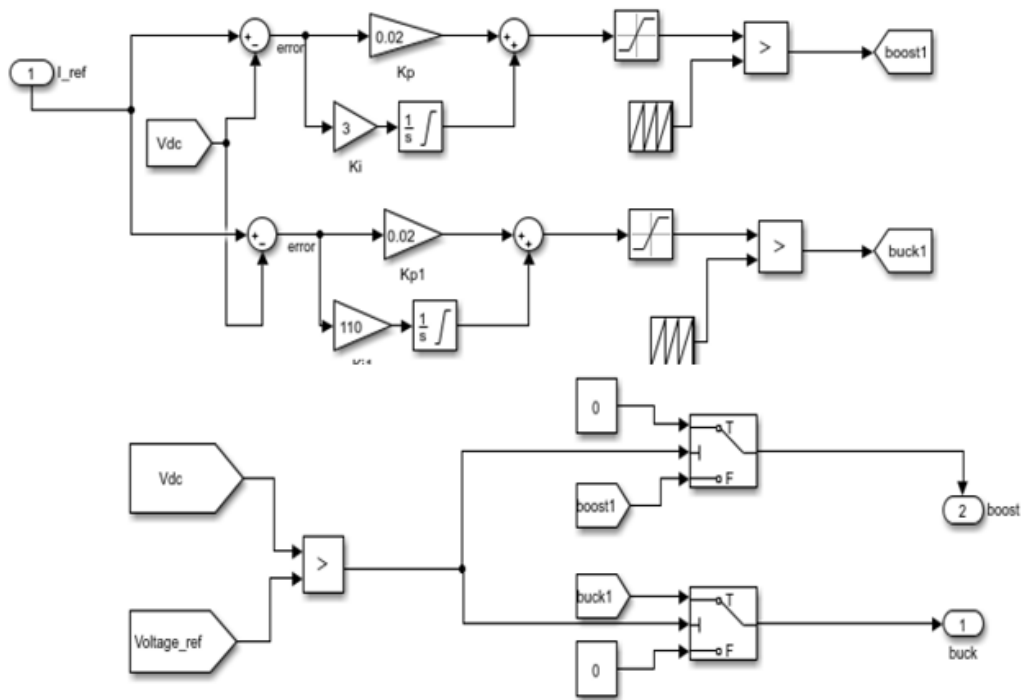 1
I_ref
Vdc
+
-
error
0.02
Kp
3
Ki
1
s
+
+
>
boost1
+
-
error
0.02
Kp1
110
Ki1
1
s
+
+
>
buck1
Vdc
Voltage_ref
>
0
boost1
T
F
2
boost
buck1
0
T
F
1
buck